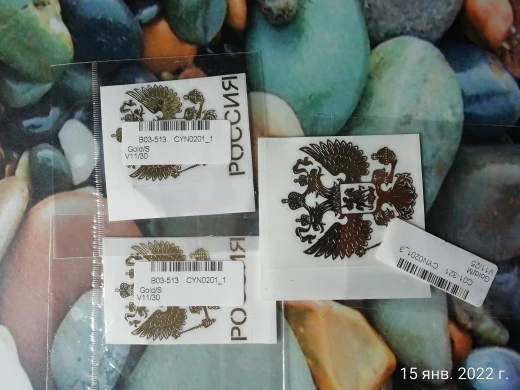 B03-513 CYN0201_1
Gold/S
V11/30
РОССИЯ
B03-513 CYN0201_1
Gold/S
V11/30
РОССИЯ
C01-321 CYN0201_3
Gold/M
V11/25
15 янв. 2022 г.